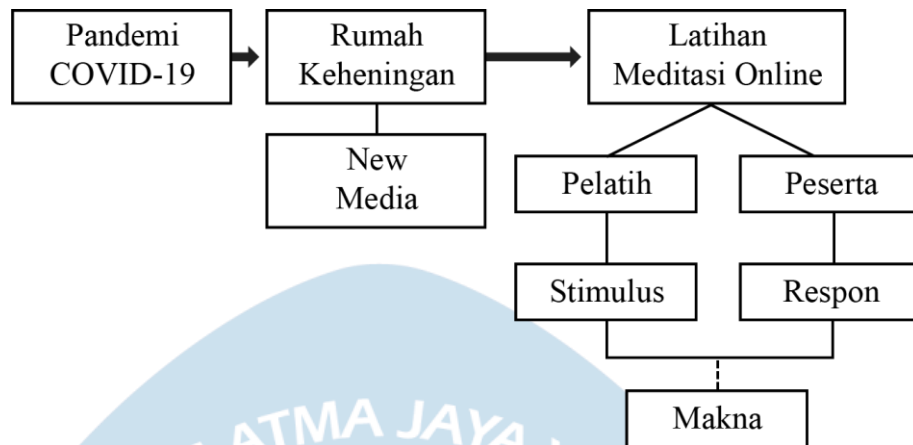 Pandemi
COVID-19
Rumah
Keheningan
Latihan
Meditasi Online
New
Media
Pelatih
Peserta
Stimulus
Respon
Makna
ATMA JAYA